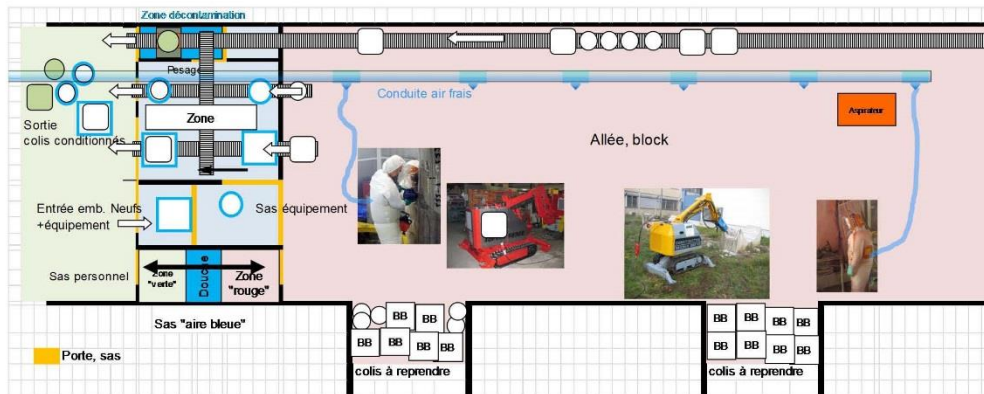 Zone décontamination
Pesage
Conduite air frais
Aspirateur
Zone
Allée, block
Sortie
colis conditionnés
Entrée emb. Neufs
+équipement
Sas équipement
Sas personnel
Zone
"verte"
Douche
Zone
"rouge"
Sas "aire bleue"
Porte, sas
BB BB
BB BB BB BB
colis à reprendre
BB BB BB BB
BB BB BB BB
colis à reprendre